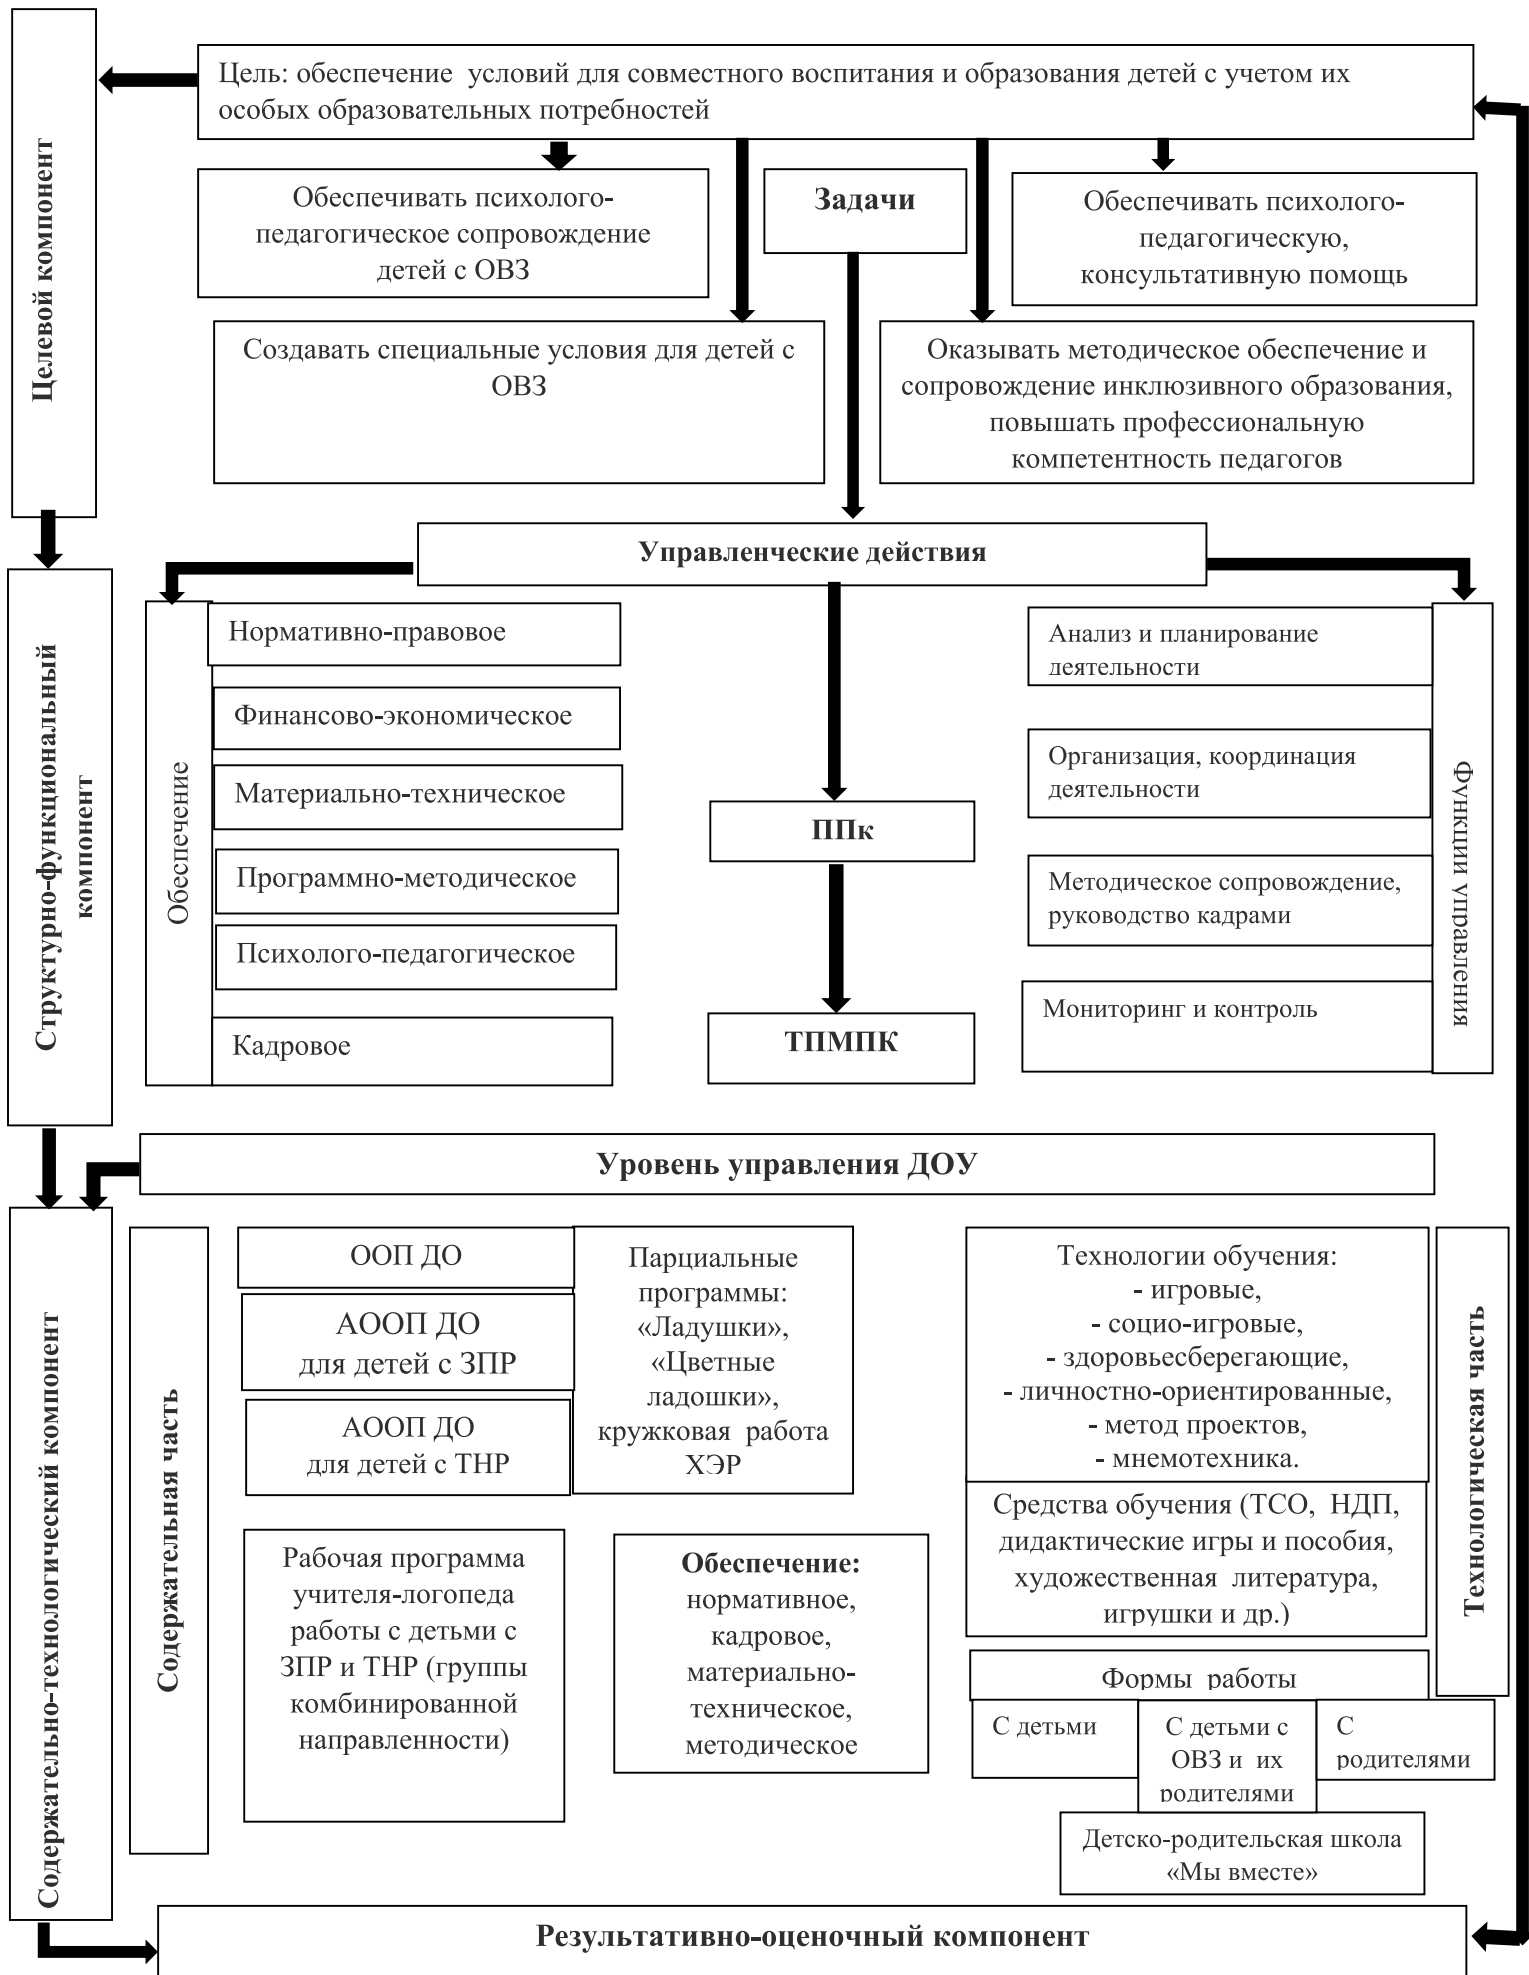 Целевой компонент
Цель: обеспечение условий для совместного воспитания и образования детей с учетом их
особых образовательных потребностей
Обеспечивать психолого-
педагогическое сопровождение
детей с ОВЗ
Задачи
Обеспечивать психолого-
педагогическую,
консультативную помощь
Создавать специальные условия для детей с
ОВЗ
Оказывать методическое обеспечение и
сопровождение инклюзивного образования,
повышать профессиональную
компетентность педагогов
Управленческие действия
Структурно-функциональный
компонент
Обеспечение
Нормативно-правовое
Финансово-экономическое
Материально-техническое
Программно-методическое
Психолого-педагогическое
Кадровое
ППк
ТПМПК
Анализ и планирование
деятельности
Организация, координация
деятельности
Методическое сопровождение,
руководство кадрами
Мониторинг и контроль
Функции управления
Уровень управления ДОУ
Содержательно-технологический компонент
Содержательная часть
ООП ДО
АООП ДО
для детей с ЗПР
АООП ДО
для детей с ТНР
Парциальные
программы:
«Ладушки»,
«Цветные
ладошки»,
кружковая работа
ХЭР
Рабочая программа
учителя-логопеда
работы с детьми с
ЗПР и ТНР (группы
комбинированной
направленности)
Обеспечение:
нормативное,
кадровое,
материально-
техническое,
методическое
Технологии обучения:
- игровые,
- социо-игровые,
- здоровьесберегающие,
- личностно-ориентированные,
- метод проектов,
- мнемотехника.
Средства обучения (ТСО, НДП,
дидактические игры и пособия,
художественная литература,
игрушки и др.)
Технологическая часть
Формы работы
С детьми
С детьми с
ОВЗ и их
родителями
С
родителями
Детско-родительская школа
«Мы вместе»
Результативно-оценочный компонент